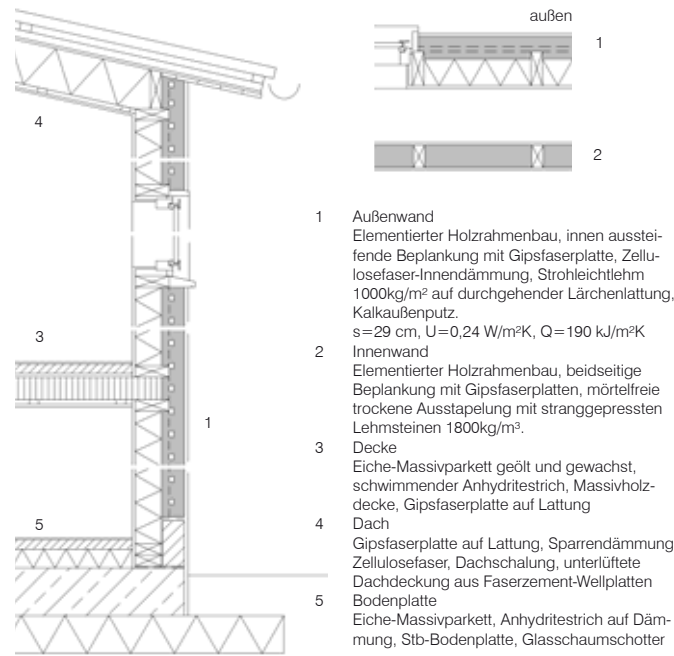 außen
1
2
4
3
1
5
1 Außenwand
Elementierter Holzrahmenbau, innen ausstei-
fende Beplankung mit Gipsfaserplatte, Zellu-
losefaser-Innendämmung, Strohleichtlehm
1000kg/m² auf durchgehender Lärchenlattung,
Kalkaußenputz.
s=29 cm, U=0,24 W/m²K, Q=190 kJ/m²K
2 Innenwand
Elementierter Holzrahmenbau, beidseitige
Beplankung mit Gipsfaserplatten, mörtelfreie
trockene Ausstapelung mit stranggepressten
Lehmsteinen 1800kg/m³.
3 Decke
Eiche-Massivparkett geölt und gewachst,
schwimmender Anhydritestrich, Massivholz-
decke, Gipsfaserplatte auf Lattung
4 Dach
Gipsfaserplatte auf Lattung, Sparrendämmung
Zellulosefaser, Dachschalung, unterlüftete
Dachdeckung aus Faserzement-Wellplatten
5 Bodenplatte
Eiche-Massivparkett, Anhydritestrich auf Däm-
mung, Stb-Bodenplatte, Glasschaumschotter